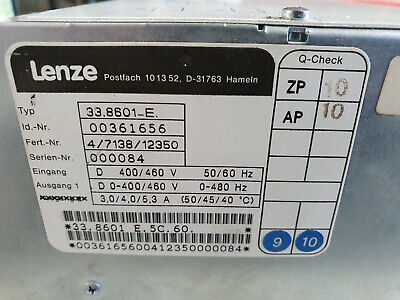 Lenze Postfach 101352, D-31763 Hameln
Q-Check
ZP 10
AP 10
Typ 33.8601-E.
Id.-Nr. 00361656
Fert.-Nr. 4/7138/12350
Serien-Nr. 000084
Eingang D 400/460 V 50/60 Hz
Ausgang 1 D 0-400/460 V 0-480 Hz
3,0/4,0/5,3 A (50/45/40 °C)
*33.8601 E.5C.60.*
*0036165600412350000084*
9 10